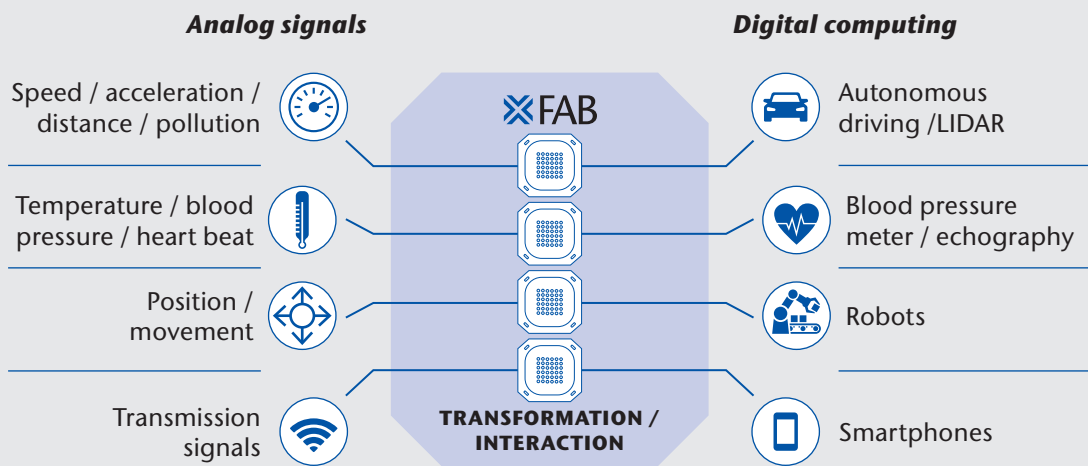 Analog signals
Digital computing
Speed / acceleration /
distance / pollution
XFAB
Autonomous
driving /LIDAR
Temperature / blood
pressure / heart beat
Blood pressure
meter / echography
Position /
movement
Robots
Transmission
signals
TRANSFORMATION /
INTERACTION
Smartphones